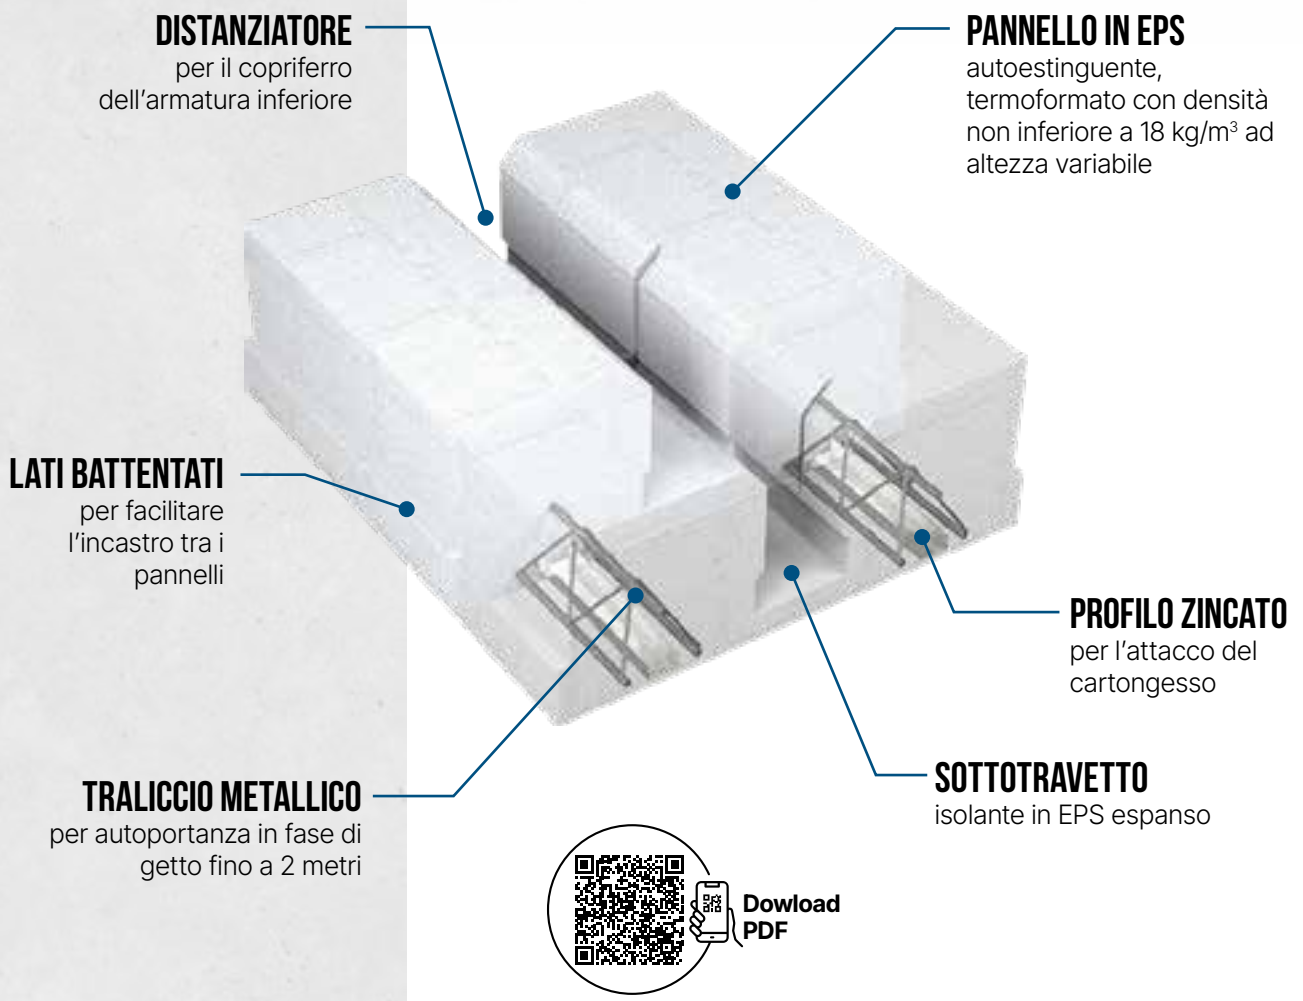 DISTANZIATORE
per il copriferro
dell'armatura inferiore
PANNELLO IN EPS
autoestinguente,
termoformato con densità
non inferiore a 18 kg/m³ ad
altezza variabile
LATI BATTENTATI
per facilitare
l'incastro tra i
pannelli
PROFILO ZINCATO
per l'attacco del
cartongesso
SOTTOTRAVETTO
isolante in EPS espanso
TRALICCIO METALLICO
per autoportanza in fase di
getto fino a 2 metri
Dowload
PDF